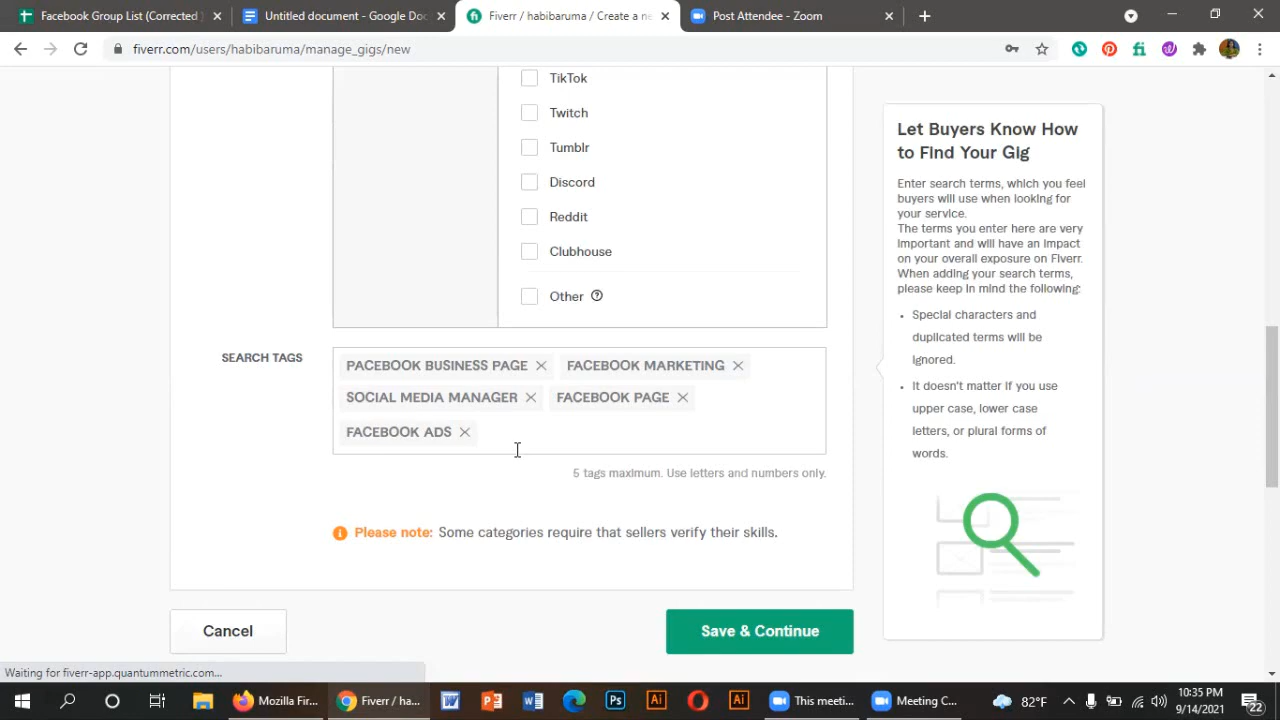 Facebook Group List (Corrected
Untitled document - Google Do
Fiverr / habibaruma / Create a ne
Post Attendee - Zoom
fiverr.com/users/habibaruma/manage_gigs/new
TikTok
Twitch
Tumblr
Discord
Reddit
Clubhouse
Other
SEARCH TAGS
PACEBOOK BUSINESS PAGE
FACEBOOK MARKETING
SOCIAL MEDIA MANAGER
FACEBOOK PAGE
FACEBOOK ADS
5 tags maximum. Use letters and numbers only.
Please note: Some categories require that sellers verify their skills.
Cancel
Save & Continue
Let Buyers Know How
to Find Your Gig
Enter search terms, which you feel
buyers will use when looking for
your service.
The terms you enter here are very
important and will have an impact
on your overall exposure on Fiverr.
When adding your search terms,
please keep in mind the following:
• Special characters and
duplicated terms will be
ignored.
• It doesn't matter if you use
upper case, lower case
letters, or plural forms of
words.
Waiting for fiverr-app.quantummetric.com...
Mozilla Fir...
Fiverr / ha...
This meeti...
Meeting C...
82°F
10:35 PM
9/14/2021
22